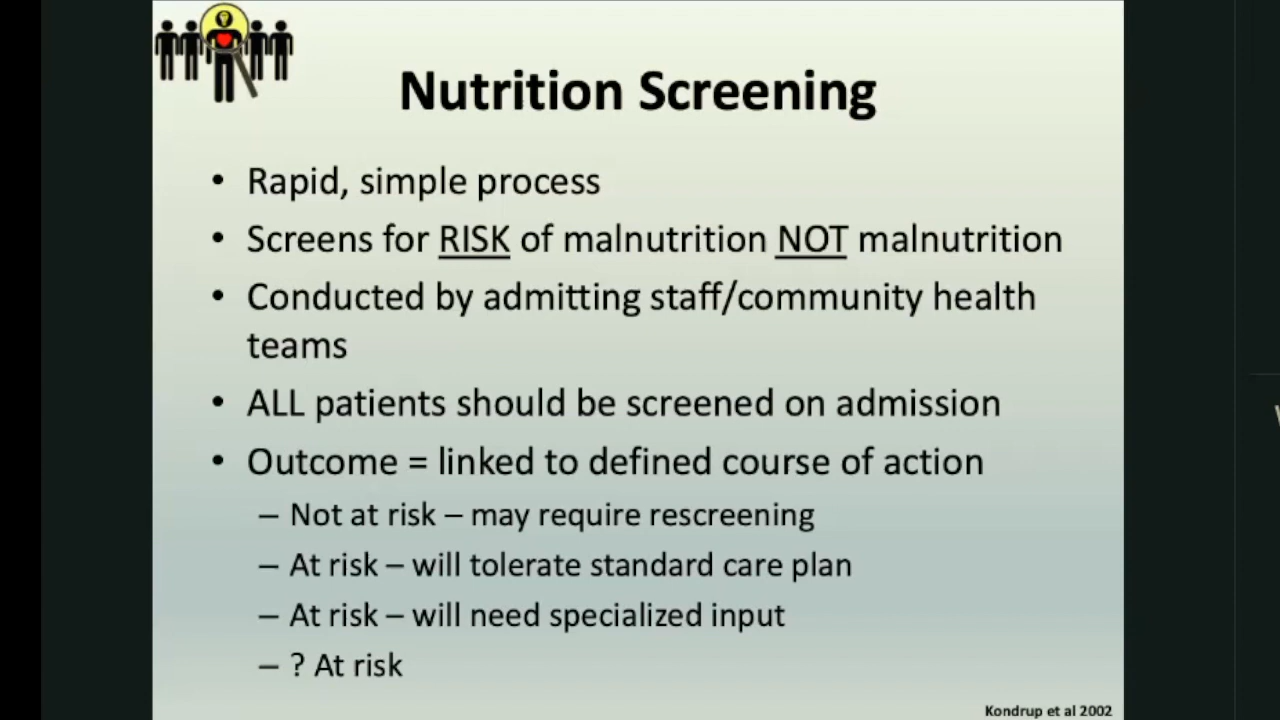 Nutrition Screening
• Rapid, simple process
• Screens for RISK of malnutrition NOT malnutrition
• Conducted by admitting staff/community health
teams
• ALL patients should be screened on admission
• Outcome = linked to defined course of action
– Not at risk – may require rescreening
– At risk – will tolerate standard care plan
– At risk – will need specialized input
– ? At risk
Kondrup et al 2002